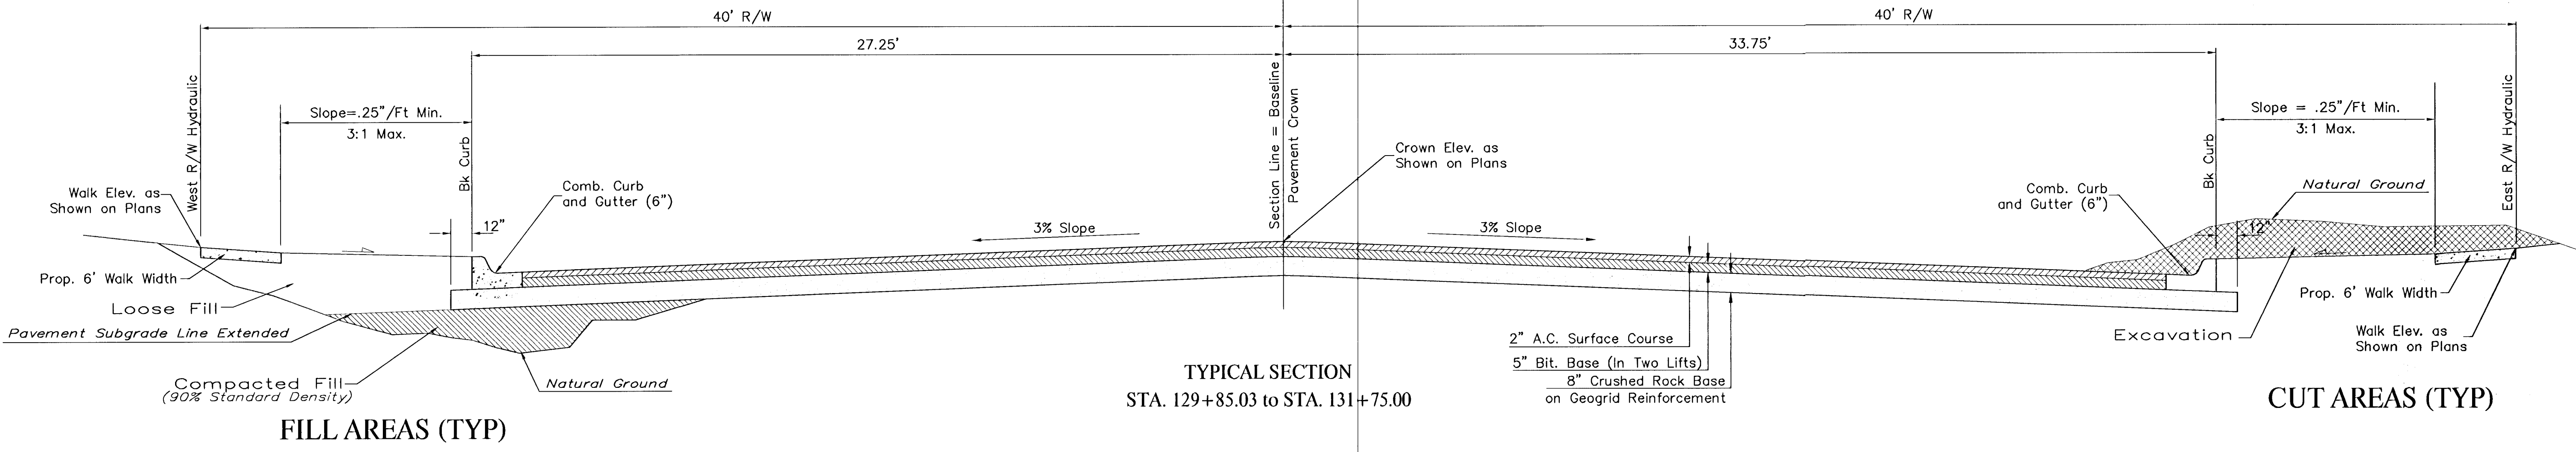 40' R/W
40' R/W
27.25'
33.75'
West R/W Hydraulic
Slope=.25"/Ft Min.
3:1 Max.
Bk Curb
Section Line = Baseline
Pavement Crown
Crown Elev. as
Shown on Plans
Slope = .25"/Ft Min.
3:1 Max.
Bk Curb
East R/W Hydraulic
Walk Elev. as
Shown on Plans
Comb. Curb
and Gutter (6")
12"
3% Slope
3% Slope
Comb. Curb
and Gutter (6")
Natural Ground
12"
Prop. 6' Walk Width
Loose Fill
Pavement Subgrade Line Extended
Compacted Fill
(90% Standard Density)
Natural Ground
FILL AREAS (TYP)
TYPICAL SECTION
STA. 129+85.03 to STA. 131+75.00
2" A.C. Surface Course
5" Bit. Base (In Two Lifts)
8" Crushed Rock Base
on Geogrid Reinforcement
Prop. 6' Walk Width
Excavation
Walk Elev. as
Shown on Plans
CUT AREAS (TYP)